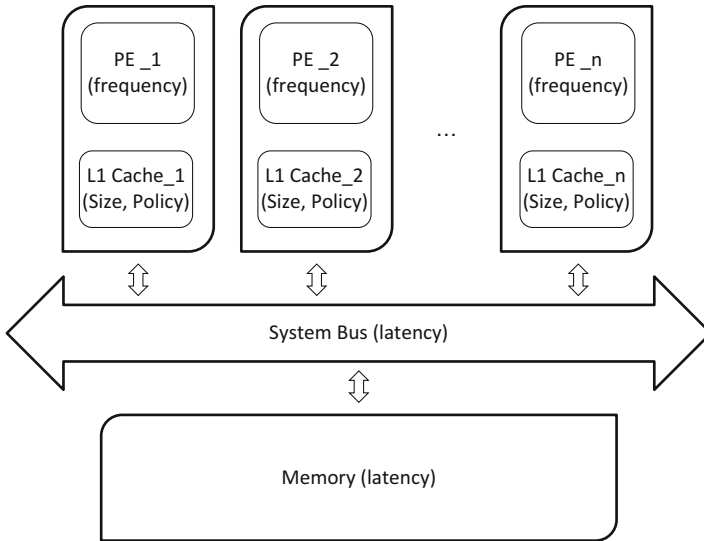 PE _1
(frequency)
PE _2
(frequency)
PE _n
(frequency)
...
L1 Cache_1
(Size, Policy)
L1 Cache_2
(Size, Policy)
L1 Cache_n
(Size, Policy)
System Bus (latency)
Memory (latency)